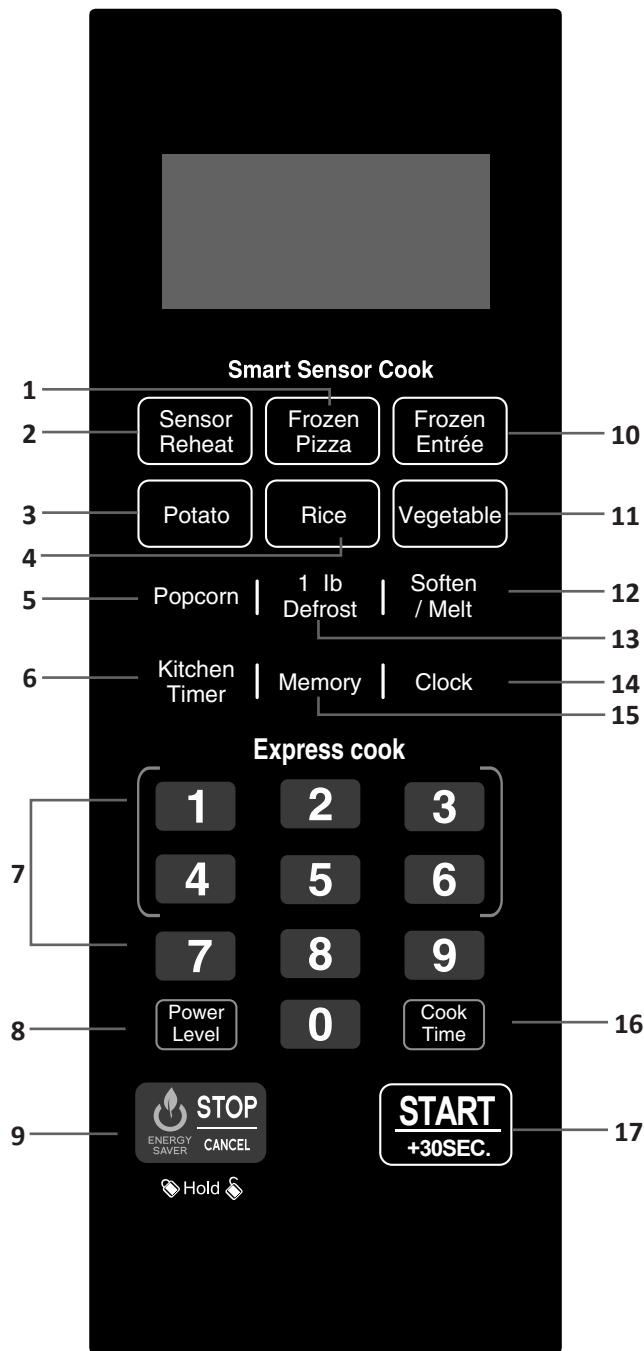 Smart Sensor Cook
1
2
Sensor
Reheat
Frozen
Pizza
Frozen
Entrée
10
3
Potato
Rice
Vegetable
11
4
5
Popcorn
1 lb
Defrost
Soften
/ Melt
12
13
6
Kitchen
Timer
Memory
Clock
14
15
Express cook
7
1 2 3
4 5 6
7 8 9
8
Power
Level
0
Cook
Time
16
9
ENERGY
SAVER
STOP
CANCEL
START
+30SEC.
17
Hold